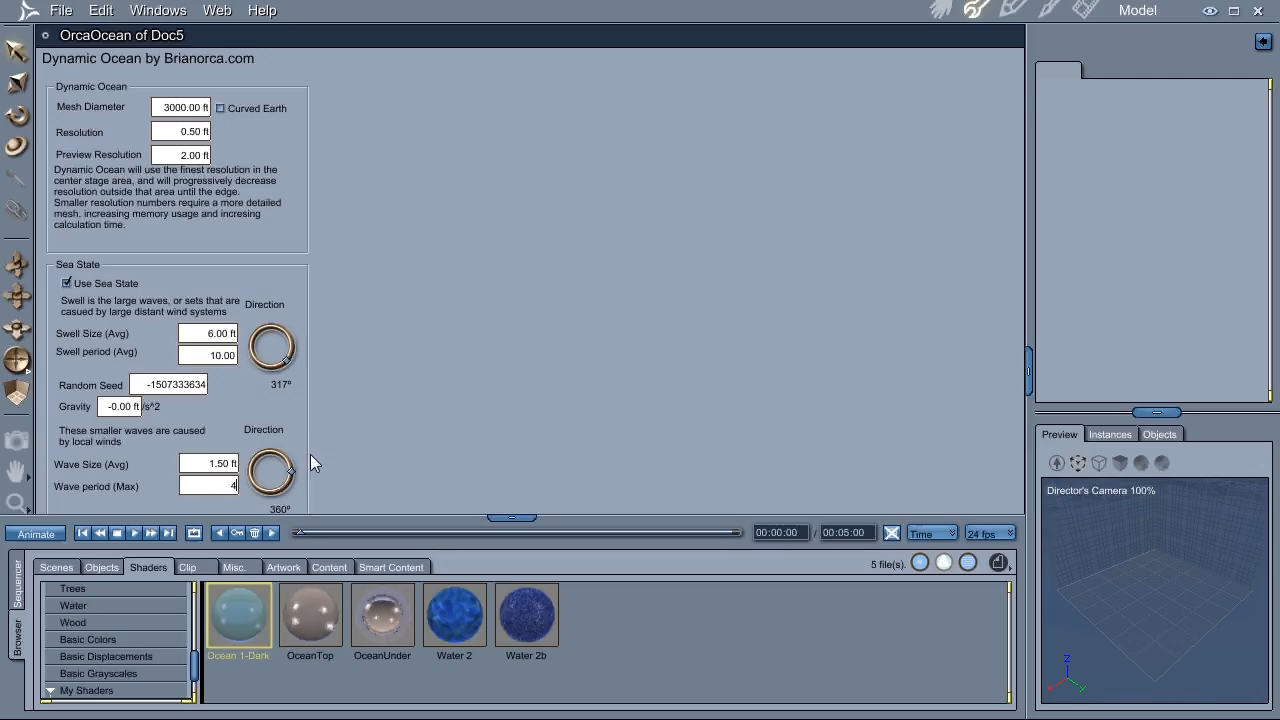 File Edit Windows Web Help Model
OrcaOcean of Doc5
Dynamic Ocean by Brianorca.com
Dynamic Ocean
Mesh Diameter 3000.00 ft Curved Earth
Resolution 0.50 ft
Preview Resolution 2.00 ft
Dynamic Ocean will use the finest resolution in the
center stage area, and will progressively decrease
resolution outside that area until the edge.
Smaller resolution numbers require a more detailed
mesh, increasing memory usage and incresing
calculation time.
Sea State
Use Sea State
Swell is the large waves, or sets that are
casued by large distant wind systems
Direction
Swell Size (Avg) 6.00 ft
Swell period (Avg) 10.00
317º
Random Seed -1507333634
Gravity -0.00 ft/s^2
These smaller waves are caused
by local winds
Direction
Wave Size (Avg) 1.50 ft
Wave period (Max) 4
360º
Preview Instances Objects
Director's Camera 100%
Z
Animate 00:00:00 / 00:05:00 Time 24 fps
Sequencer
Browser
Scenes Objects Shaders Clip Misc. Artwork Content Smart Content 5 file(s).
Trees
Water
Wood
Basic Colors
Basic Displacements
Basic Grayscales
My Shaders
Ocean 1-Dark OceanTop OceanUnder Water 2 Water 2b